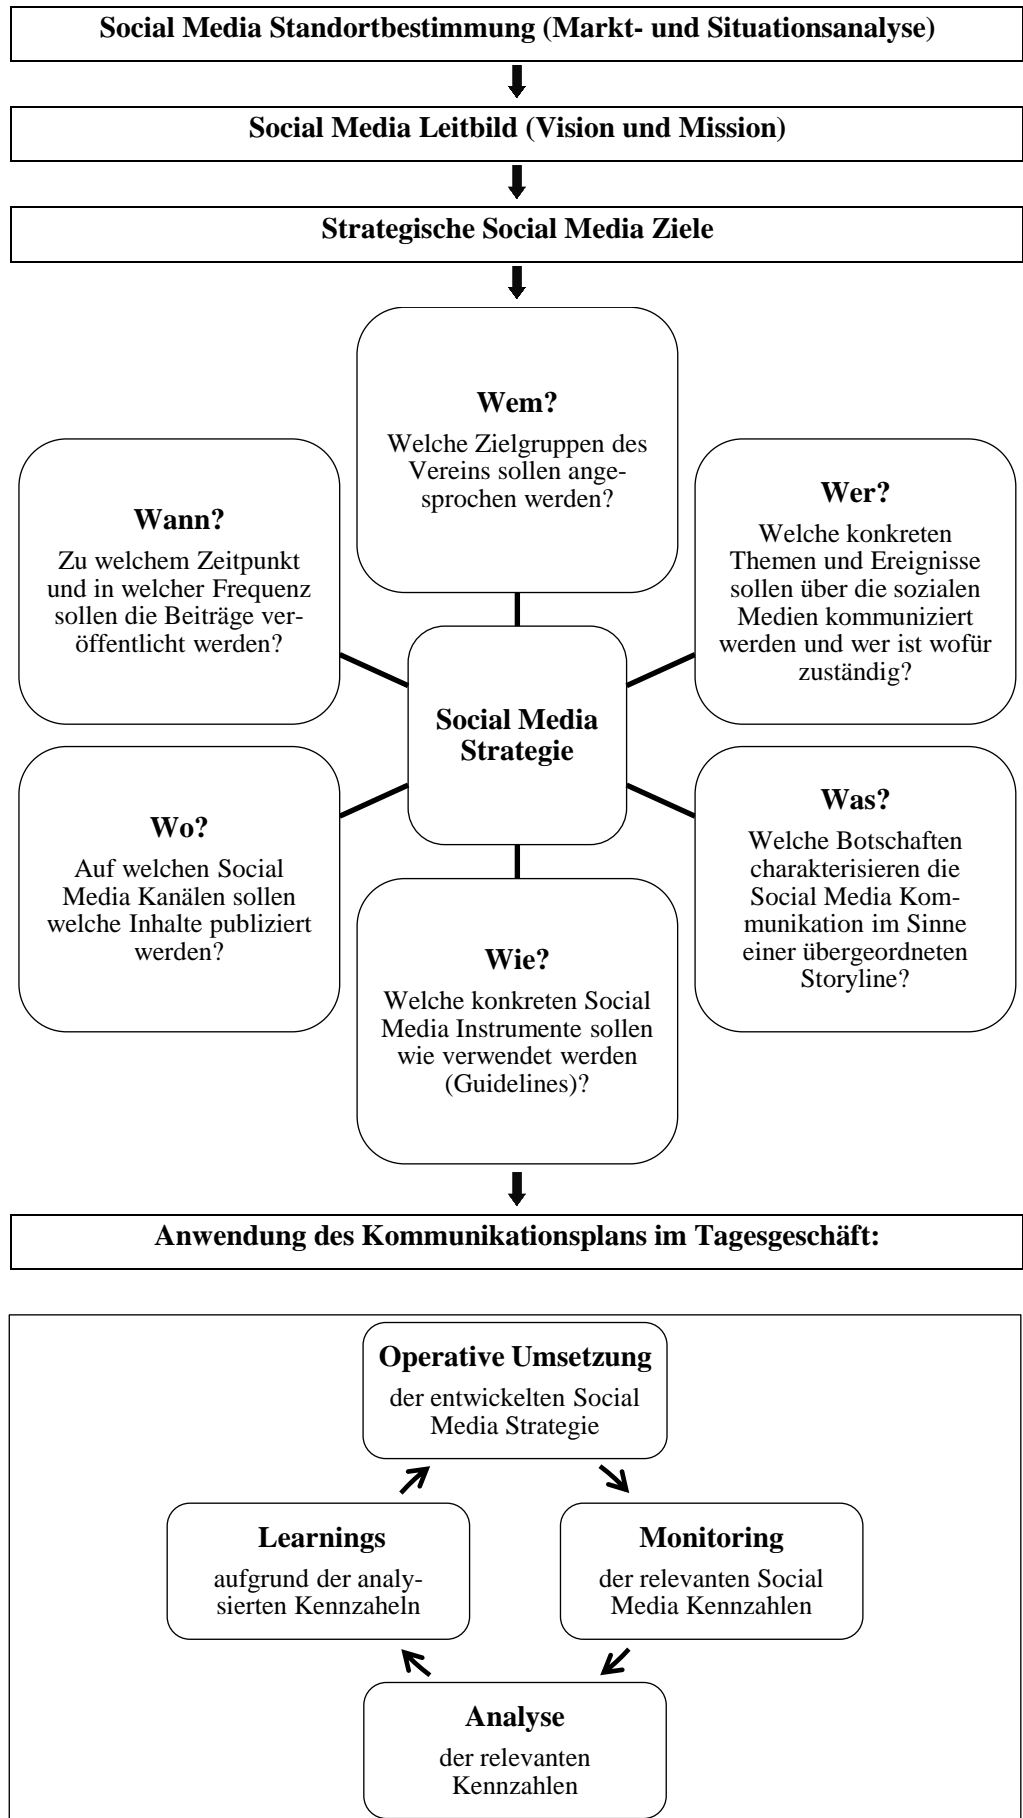 Social Media Standortbestimmung (Markt- und Situationsanalyse)
Social Media Leitbild (Vision und Mission)
Strategische Social Media Ziele
Wem?
Welche Zielgruppen des
Vereins sollen ange-
sprochen werden?
Wann?
Zu welchem Zeitpunkt
und in welcher Frequenz
sollen die Beiträge ver-
öffentlicht werden?
Wer?
Welche konkreten
Themen und Ereignisse
sollen über die sozialen
Medien kommuniziert
werden und wer ist wofür
zuständig?
Social Media
Strategie
Wo?
Auf welchen Social
Media Kanälen sollen
welche Inhalte publiziert
werden?
Was?
Welche Botschaften
charakterisieren die
Social Media Kom-
munikation im Sinne
einer übergeordneten
Storyline?
Wie?
Welche konkreten Social
Media Instrumente sollen
wie verwendet werden
(Guidelines)?
Anwendung des Kommunikationsplans im Tagesgeschäft:
Operative Umsetzung
der entwickelten Social
Media Strategie
Learnings
aufgrund der analy-
sierten Kennzaheln
Monitoring
der relevanten Social
Media Kennzahlen
Analyse
der relevanten
Kennzahlen